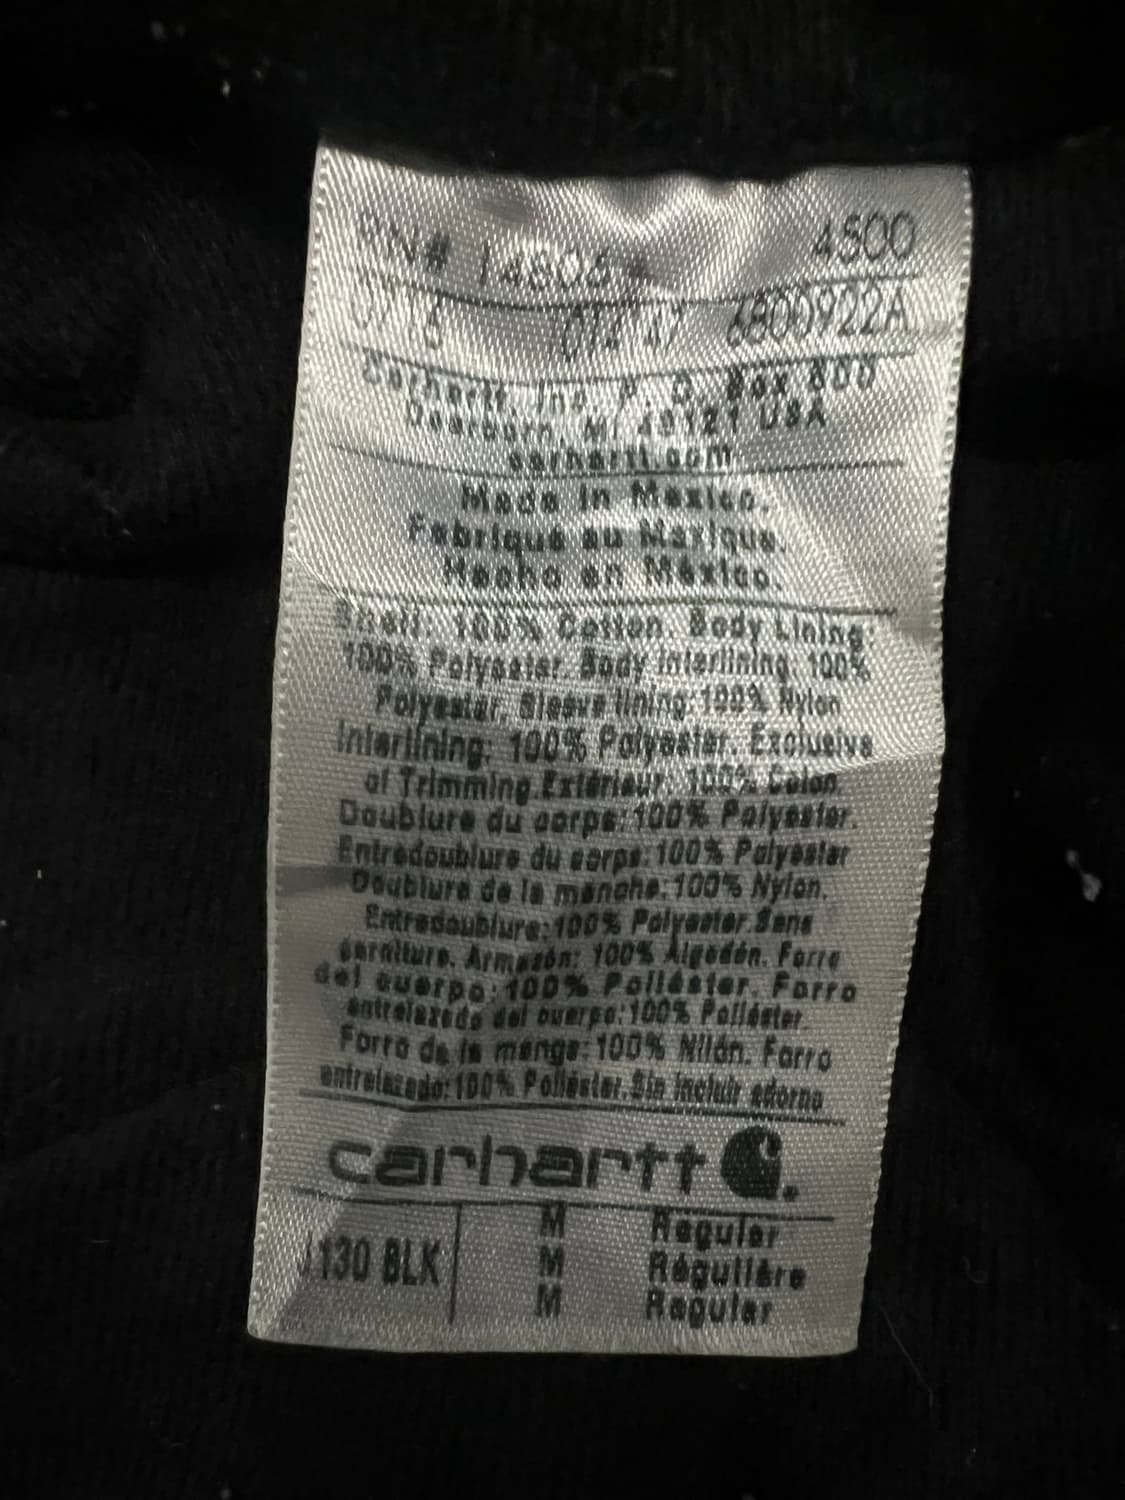 RN# 14806 4500
07/15 6800922A
Carhartt, Inc. P. O. Box 600
Dearborn, MI 48121 USA
carhartt.com
Made in Mexico.
Fabriqué au Mexique.
Hecho en México.
Shell: 100% Cotton. Body Lining:
100% Polyester. Body interlining, 100%
Polyester. Sleeve lining: 100% Nylon
Interlining: 100% Polyester. Exclusive
of Trimming. Extérieur: 100% Coton.
Doublure du corps: 100% Polyester.
Entredoublure du corps: 100% Polyester
Doublure de la manche: 100% Nylon.
Entredoublure: 100% Polyester. Sans
garniture. Armazón: 100% Algodón. Forro
del cuerpo: 100% Poliéster. Forro
entrelazado del cuerpo: 100% Poliéster.
Forro de la manga: 100% Nilón. Forro
entrelazado: 100% Poliéster. Sin incluir adorno
carhartt
J130 BLK M Regular
M Régulière
M Regular